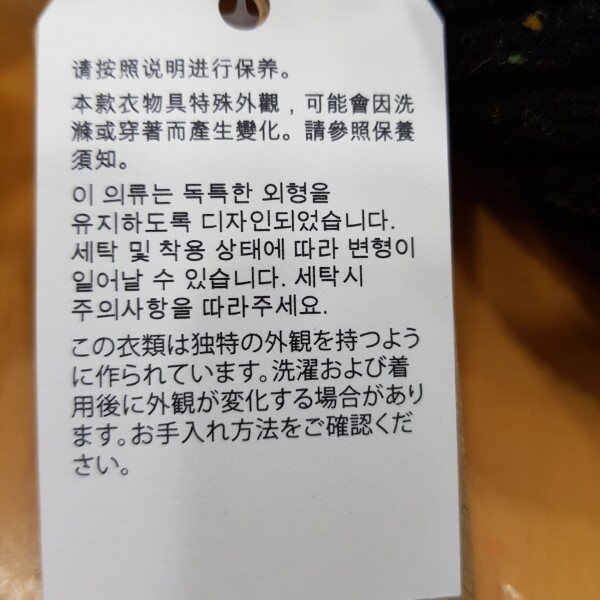 请按照说明进行保养。
本款衣物具特殊外觀，可能會因洗
滌或穿著而產生變化。請參照保養
須知。
이 의류는 독특한 외형을
유지하도록 디자인되었습니다.
세탁 및 착용 상태에 따라 변형이
일어날 수 있습니다. 세탁시
주의사항을 따라주세요.
この衣類は独特の外観を持つよう
に作られています。洗濯および着
用後に外観が変化する場合があり
ます。お手入れ方法をご確認くだ
さい。